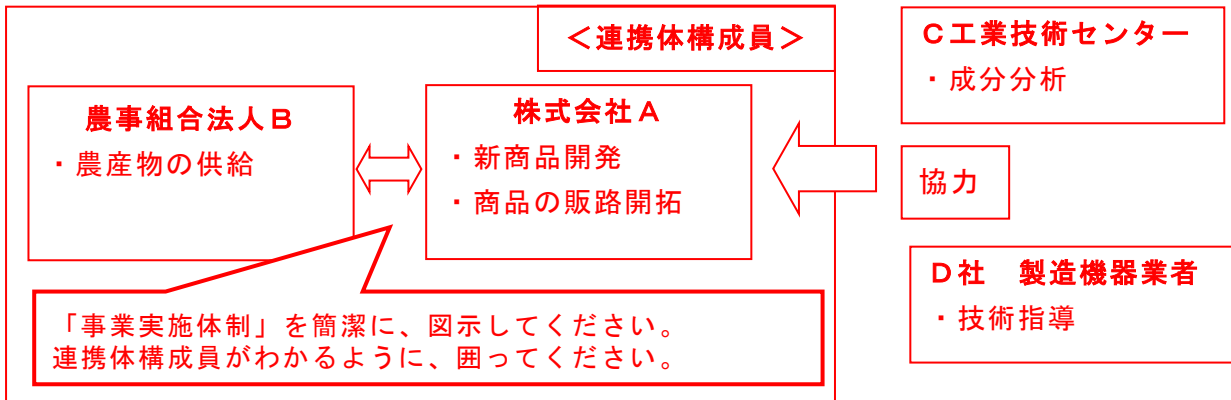 ＜連携体構成員＞
農事組合法人Ｂ
・農産物の供給
株式会社Ａ
・新商品開発
・商品の販路開拓
Ｃ工業技術センター
・成分分析
協力
Ｄ社　製造機器業者
・技術指導
「事業実施体制」を簡潔に、図示してください。
連携体構成員がわかるように、囲ってください。